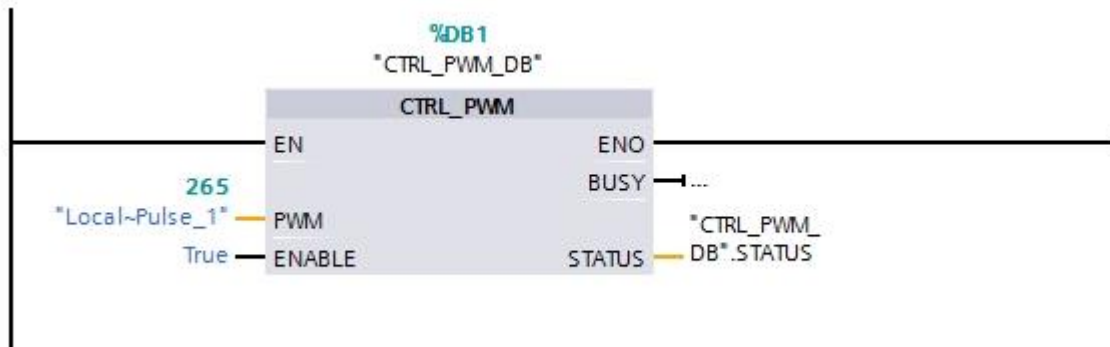 %DB1
"CTRL_PWM_DB"
CTRL_PWM
EN
ENO
BUSY
...
265
"Local~Pulse_1"
PWM
True
ENABLE
STATUS
"CTRL_PWM_
DB".STATUS